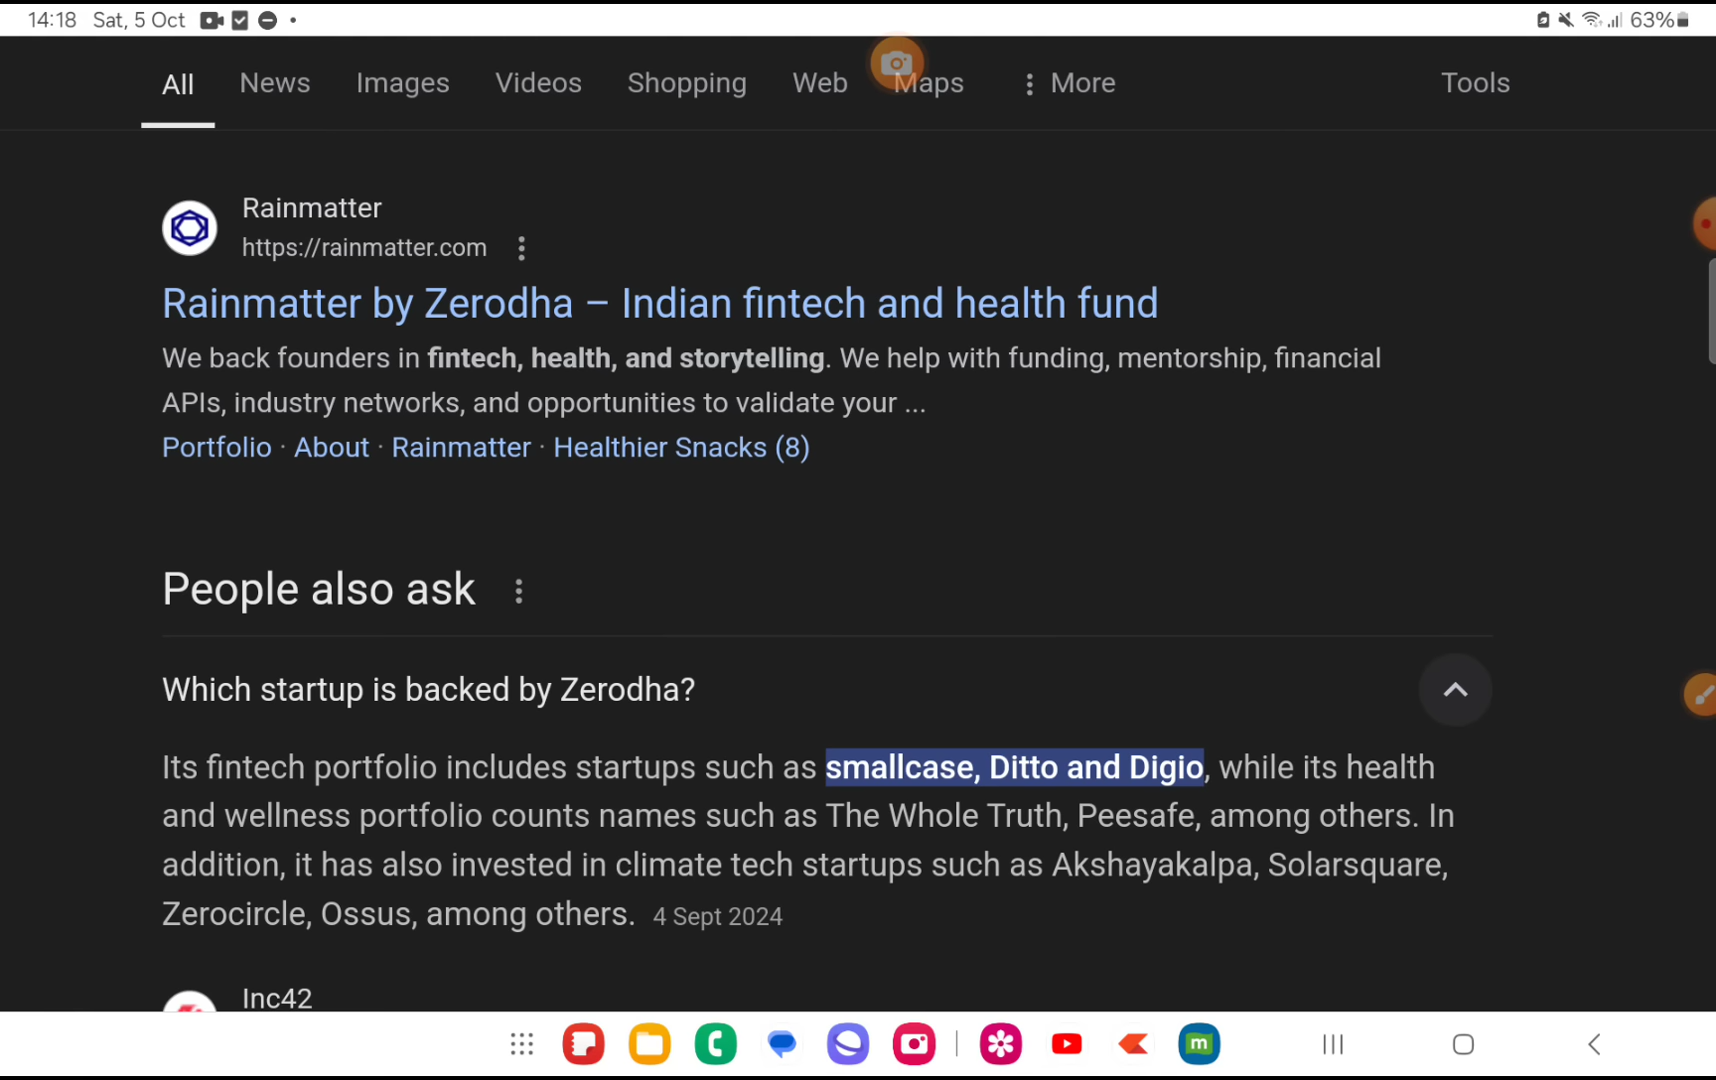 14:18 Sat, 5 Oct
63%
All News Images Videos Shopping Web Maps More Tools
Rainmatter
https://rainmatter.com
Rainmatter by Zerodha – Indian fintech and health fund
We back founders in fintech, health, and storytelling. We help with funding, mentorship, financial
APIs, industry networks, and opportunities to validate your ...
Portfolio · About · Rainmatter · Healthier Snacks (8)
People also ask
Which startup is backed by Zerodha?
Its fintech portfolio includes startups such as smallcase, Ditto and Digio, while its health
and wellness portfolio counts names such as The Whole Truth, Peesafe, among others. In
addition, it has also invested in climate tech startups such as Akshayakalpa, Solarsquare,
Zerocircle, Ossus, among others. 4 Sept 2024
Inc42
m